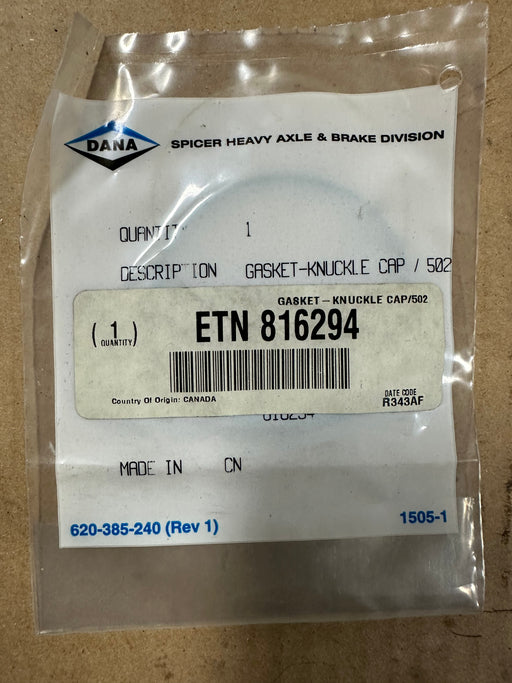 DANA SPICER HEAVY AXLE & BRAKE DIVISION
QUANTITY 1
DESCRIPTION GASKET-KNUCKLE CAP / 502
GASKET - KNUCKLE CAP/502
( 1 ) ETN 816294
QUANTITY
Country Of Origin: CANADA
DATE CODE
R343AF
MADE IN CN
620-385-240 (Rev 1) 1505-1